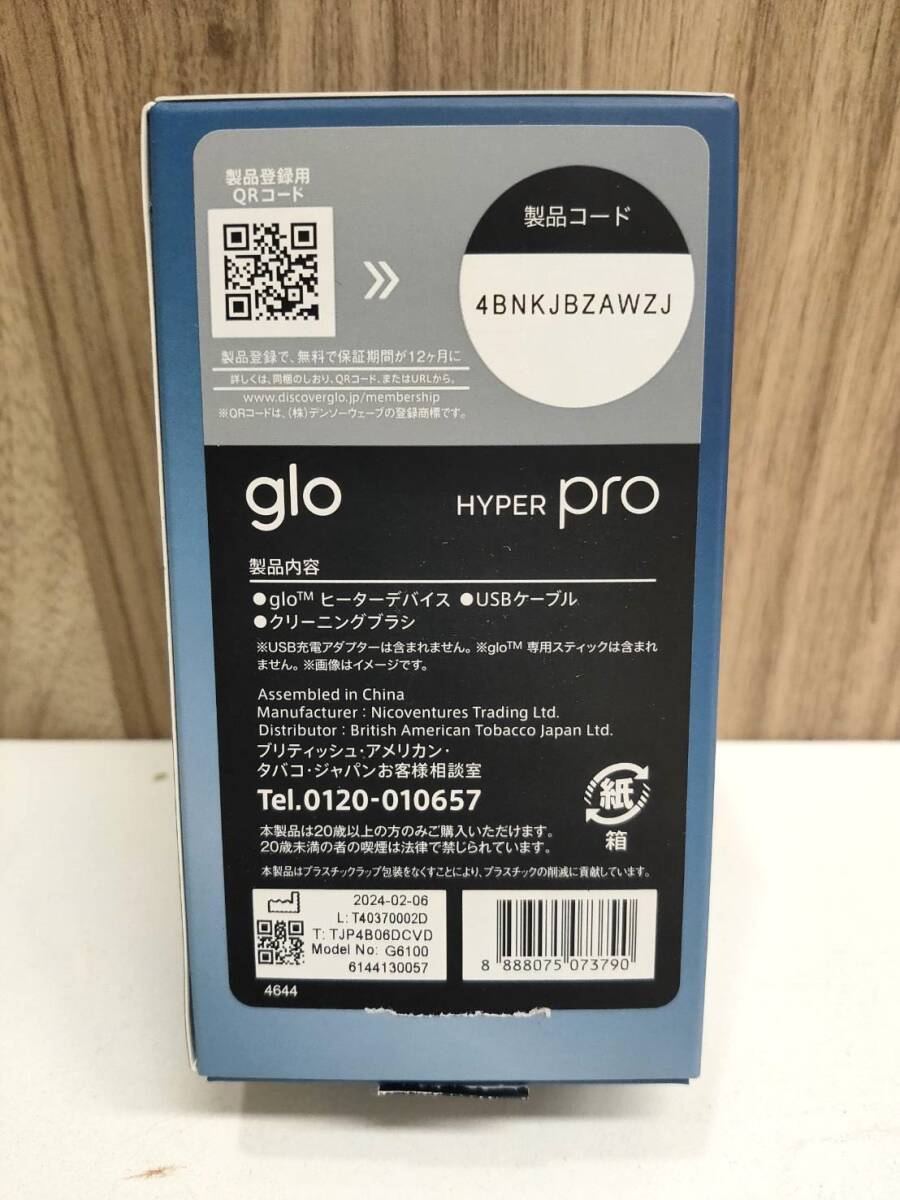 製品登録用
QRコード
製品コード
4BNKJBZAWZJ
製品登録で、無料で保証期間が12ヶ月に
詳しくは、同梱のしおり、QRコード、またはURLから。
www.discoverglo.jp/membership
※QRコードは、(株)デンソーウェーブの登録商標です。
glo
HYPER pro
製品内容
●glo™ ヒーターデバイス ●USBケーブル
●クリーニングブラシ
※USB充電アダプターは含まれません。※glo™ 専用スティックは含まれ
ません。※画像はイメージです。
Assembled in China
Manufacturer : Nicoventures Trading Ltd.
Distributor : British American Tobacco Japan Ltd.
ブリティッシュ・アメリカン・
タバコ・ジャパンお客様相談室
Tel.0120-010657
紙
箱
本製品は20歳以上の方のみご購入いただけます。
20歳未満の者の喫煙は法律で禁じられています。
本製品はプラスチックラップ包装をなくすことにより、プラスチックの削減に貢献しています。
2024-02-06
L: T40370002D
T: TJP4B06DCVD
Model No: G6100
6144130057
8 888075 073790
4644